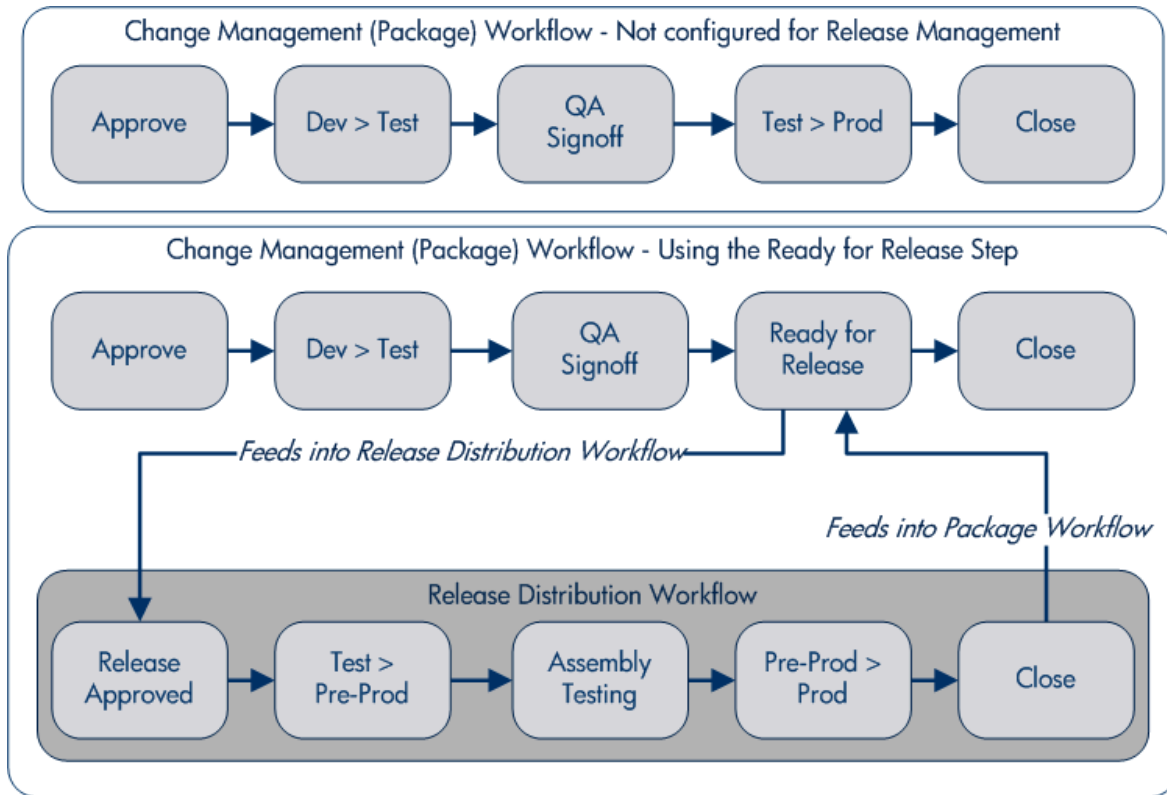 Change Management (Package) Workflow - Not configured for Release Management
Approve
Dev > Test
QA
Signoff
Test > Prod
Close
Change Management (Package) Workflow - Using the Ready for Release Step
Approve
Dev > Test
QA
Signoff
Ready for
Release
Close
Feeds into Release Distribution Workflow
Feeds into Package Workflow
Release Distribution Workflow
Release
Approved
Test >
Pre-Prod
Assembly
Testing
Pre-Prod >
Prod
Close